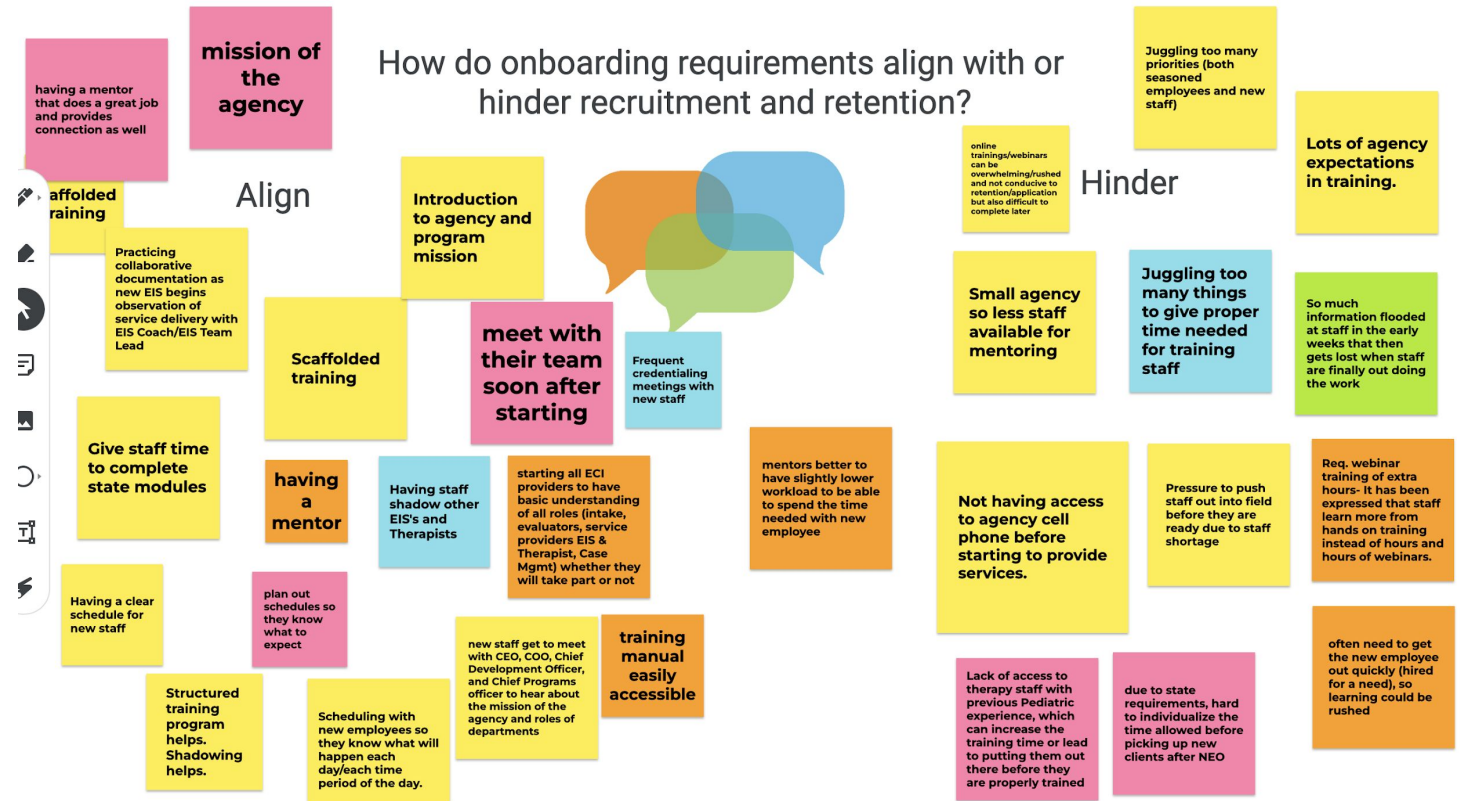 How do onboarding requirements align with or
hinder recruitment and retention?
Align
having a mentor
that does a great job
and provides
connection as well
mission of
the
agency
affolded
raining
Practicing
collaborative
documentation as
new EIS begins
observation of
service delivery with
EIS Coach/EIS Team
Lead
Introduction
to agency and
program
mission
Scaffolded
training
meet with
their team
soon after
starting
Frequent
credentialing
meetings with
new staff
Give staff time
to complete
state modules
having
a
mentor
Having staff
shadow other
EIS's and
Therapists
starting all ECI
providers to have
basic understanding
of all roles (intake,
evaluators, service
providers EIS &
Therapist, Case
Mgmt) whether they
will take part or not
mentors better to
have slightly lower
workload to be able
to spend the time
needed with new
employee
Having a clear
schedule for
new staff
plan out
schedules so
they know
what to
expect
new staff get to meet
with CEO, COO, Chief
Development Officer,
and Chief Programs
officer to hear about
the mission of the
agency and roles of
departments
training
manual
easily
accessible
Structured
training
program
helps.
Shadowing
helps.
Scheduling with
new employees so
they know what will
happen each
day/each time
period of the day.
Hinder
online
trainings/webinars
can be
overwhelming/rushed
and not conducive to
retention/application
but also difficult to
complete later
Juggling too many
priorities (both
seasoned
employees and new
staff)
Lots of agency
expectations
in training.
Small agency
so less staff
available for
mentoring
Juggling too
many things
to give proper
time needed
for training
staff
So much
information flooded
at staff in the early
weeks that then
gets lost when staff
are finally out doing
the work
Not having access
to agency cell
phone before
starting to provide
services.
Pressure to push
staff out into field
before they are
ready due to staff
shortage
Req. webinar
training of extra
hours- It has been
expressed that staff
learn more from
hands on training
instead of hours and
hours of webinars.
Lack of access to
therapy staff with
previous Pediatric
experience, which
can increase the
training time or lead
to putting them out
there before they
are properly trained
due to state
requirements, hard
to individualize the
time allowed before
picking up new
clients after NEO
often need to get
the new employee
out quickly (hired
for a need), so
learning could be
rushed